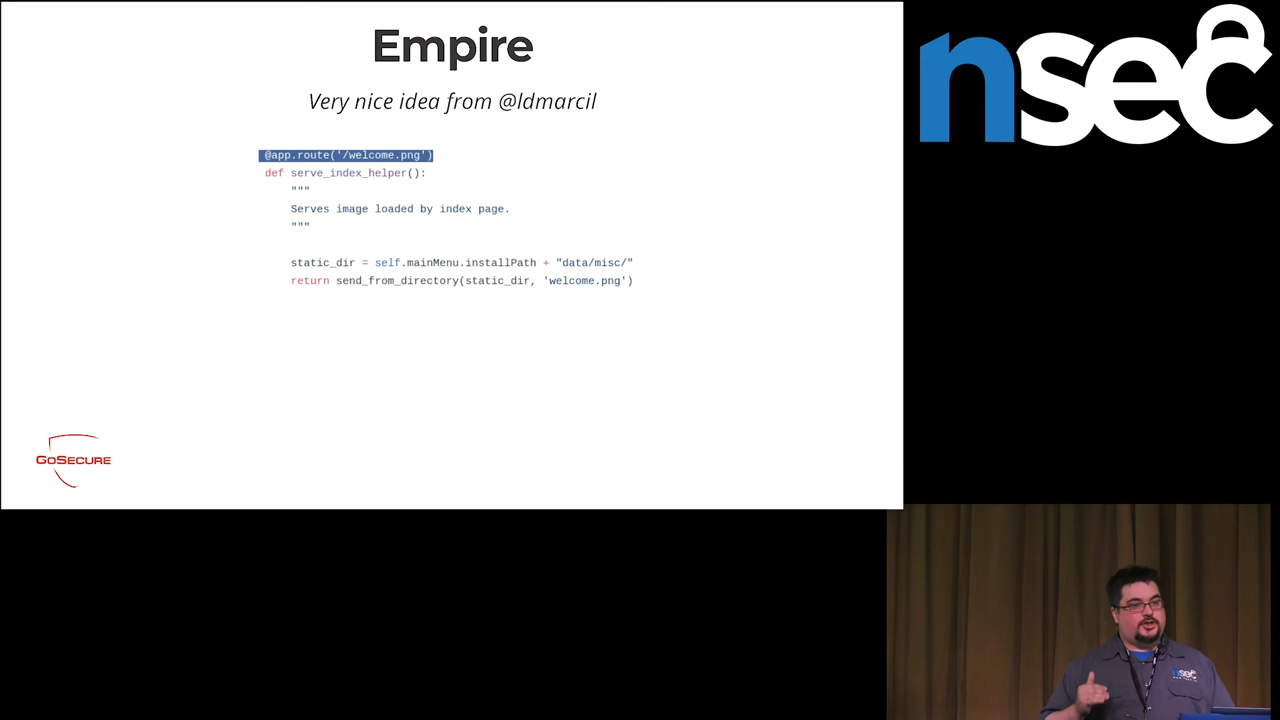 Empire
Very nice idea from @ldmarcil
@app.route('/welcome.png')
def serve_index_helper():
"""
Serves image loaded by index page.
"""
static_dir = self.mainMenu.installPath + "data/misc/"
return send_from_directory(static_dir, 'welcome.png')
GoSecure
nsec
nsec